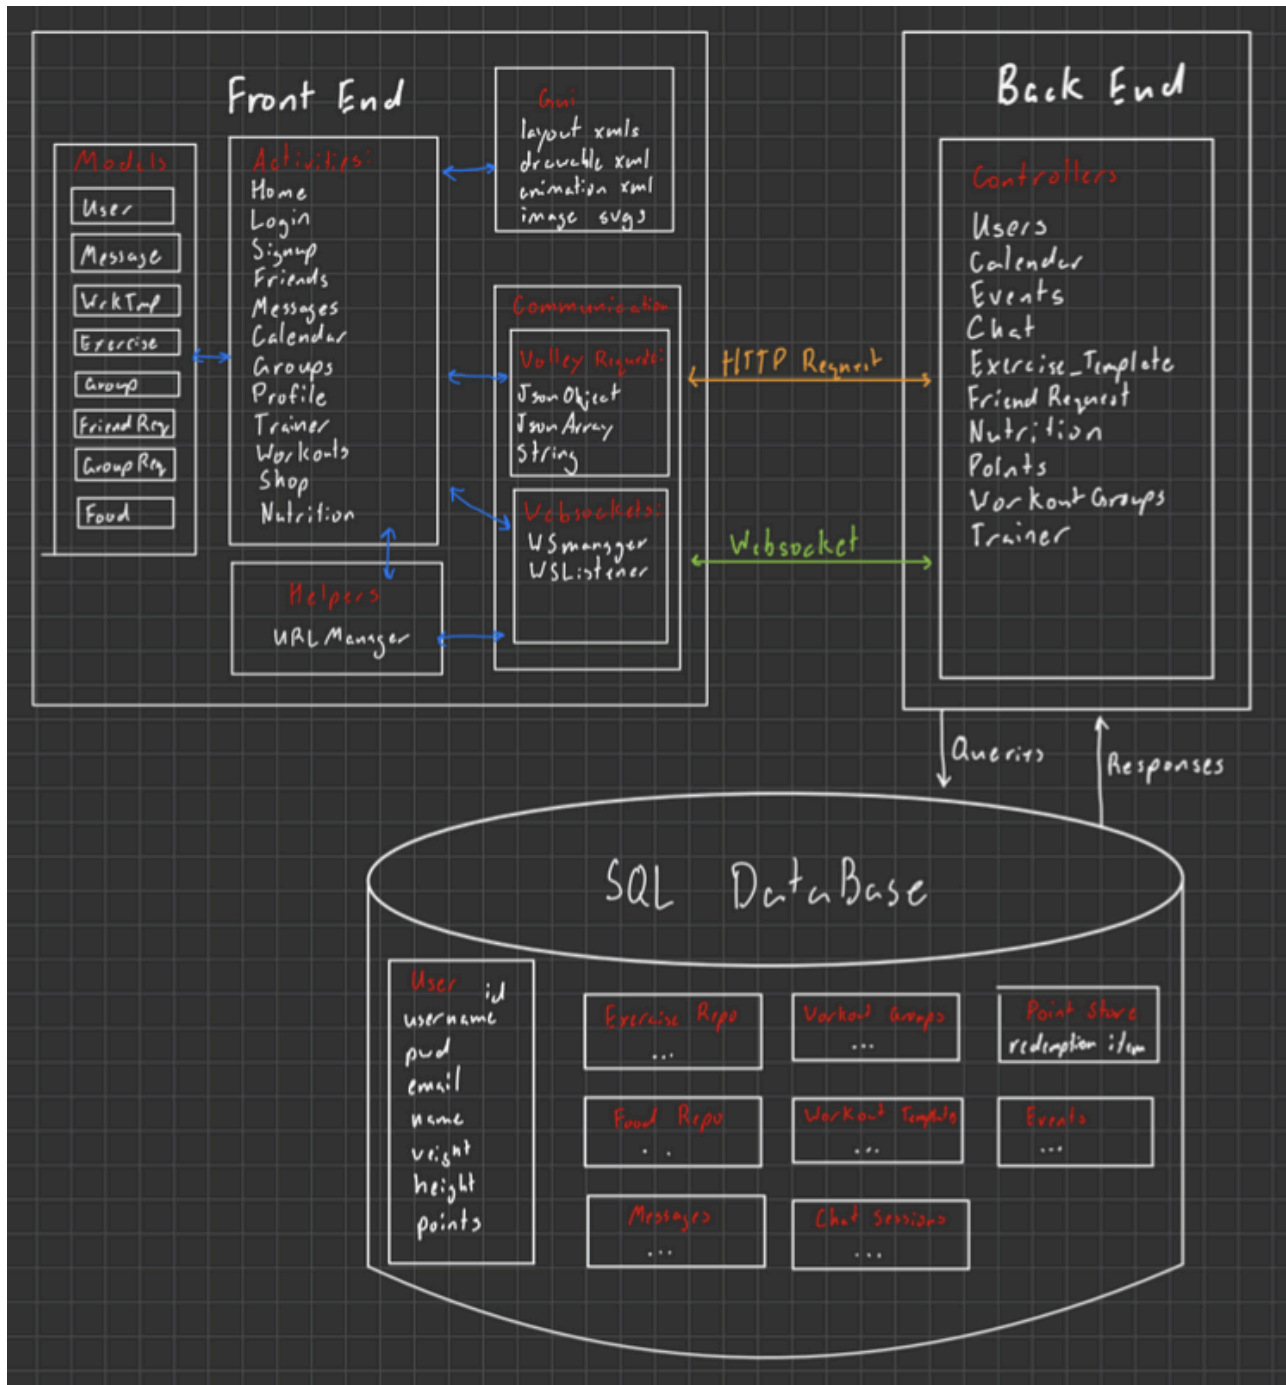 Front End
Models
User
Message
WrkTmp
Exercise
Group
Friend Req
Group Req
Food
Activities:
Home
Login
Signup
Friends
Messages
Calendar
Groups
Profile
Trainer
Workouts
Shop
Nutrition
Helpers
URL Manager
Gui
layout xmls
drawable xml
animation xml
image svgs
Communication
Volley Requests:
Json Object
Json Array
String
Websockets:
WSmanager
WSListener
HTTP Request
Websocket
Back End
Controllers
Users
Calendar
Events
Chat
Exercise_Template
Friend Request
Nutrition
Points
Workout Groups
Trainer
Queries
Responses
SQL DataBase
User id
username
pwd
email
name
weight
height
points
Exercise Repo
...
Workout Groups
...
Point Store
redemption item
Food Repo
. .
Workout Templates
...
Events
...
Messages
...
Chat Sessions
...